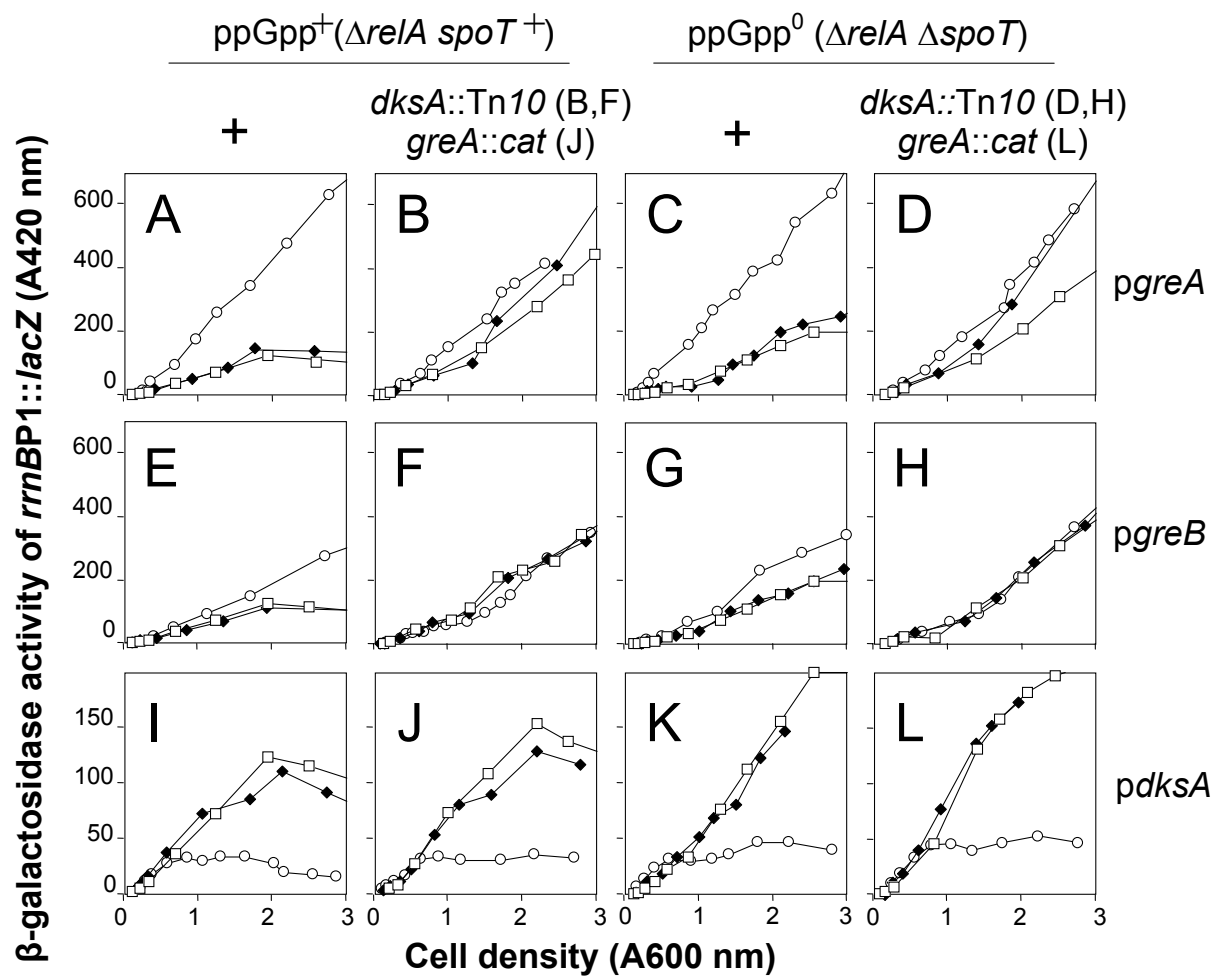 ppGpp+(ΔrelA spoT +)
ppGpp0 (ΔrelA ΔspoT)
+
dksA::Tn10 (B,F)
greA::cat (J)
+
dksA::Tn10 (D,H)
greA::cat (L)
β-galactosidase activity of rrnBP1::lacZ (A420 nm)
600
400
200
0
A
B
C
D
pgreA
600
400
200
0
E
F
G
H
pgreB
150
100
50
0
I
J
K
L
pdksA
0 1 2 3
0 1 2 3
0 1 2 3
0 1 2 3
Cell density (A600 nm)